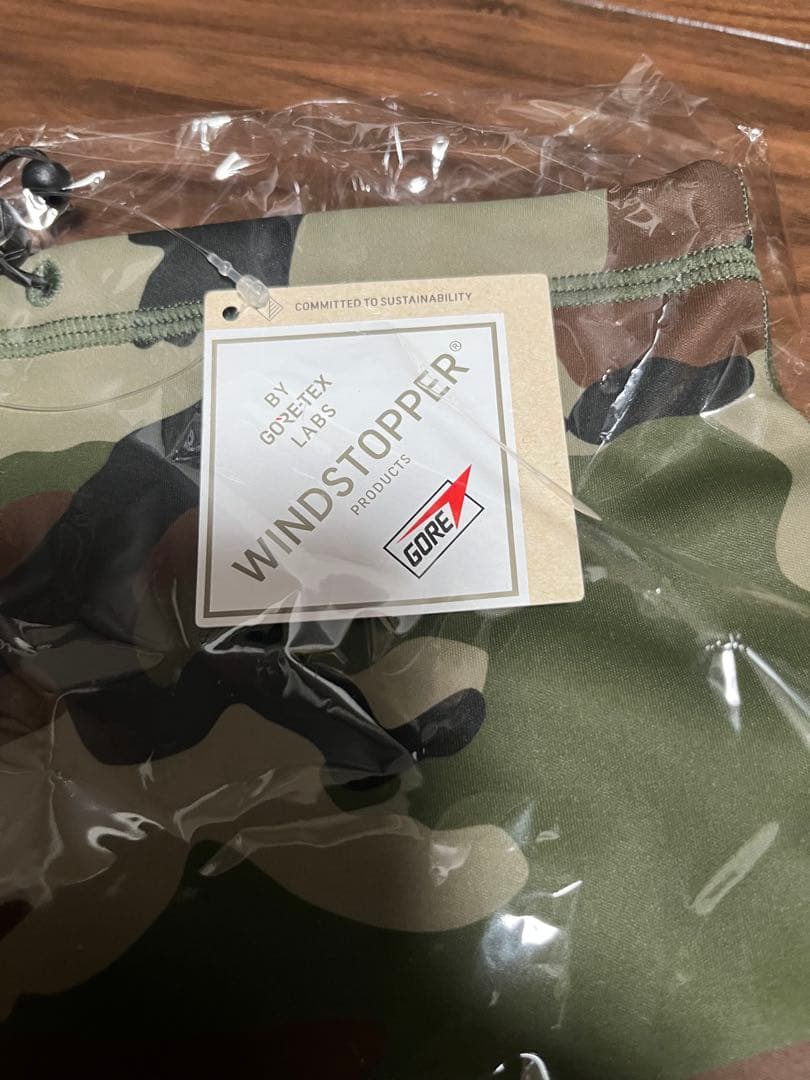 COMMITTED TO SUSTAINABILITY
BY
GORE-TEX
LABS
WINDSTOPPER®
PRODUCTS
GORE